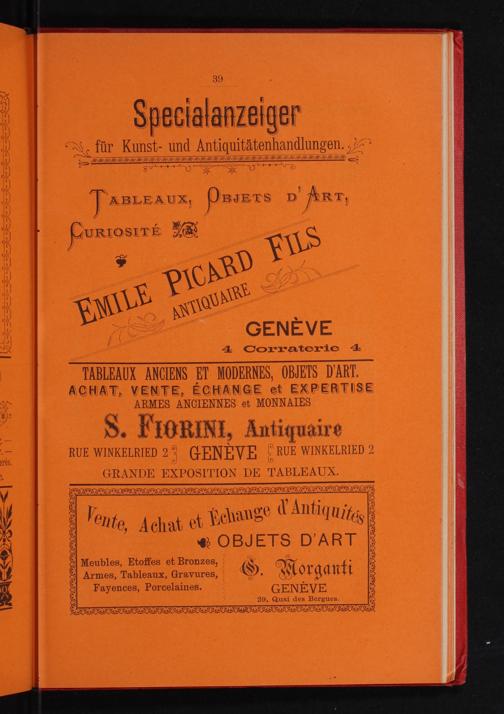 39
Specialanzeiger
für Kunst- und Antiquitätenhandlungen.
TABLEAUX, OBJETS D'ART,
CURIOSITÉ
EMILE PICARD FILS
ANTIQUAIRE
GENÈVE
4 Corraterie 4
TABLEAUX ANCIENS ET MODERNES, OBJETS D'ART.
ACHAT, VENTE, ÉCHANGE et EXPERTISE
ARMES ANCIENNES et MONNAIES
S. FIORINI, Antiquaire
RUE WINKELRIED 2 GENÈVE RUE WINKELRIED 2
GRANDE EXPOSITION DE TABLEAUX.
Vente, Achat et Echange d'Antiquités
OBJETS D'ART
Meubles, Etoffes et Bronzes,
Armes, Tableaux, Gravures,
Fayences, Porcelaines.
G. Morganti
GENÈVE
29, Quai des Bergues.